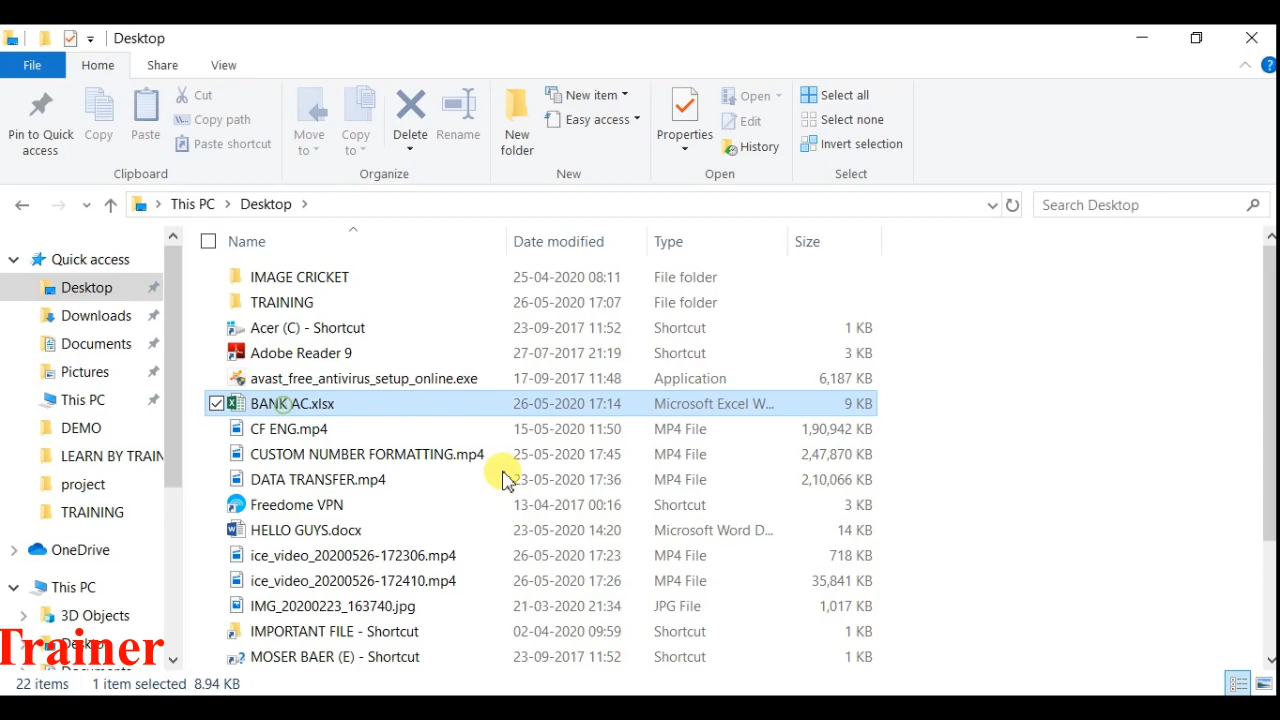 Desktop
File Home Share View
Pin to Quick access
Copy
Paste
Cut
Copy path
Paste shortcut
Clipboard
Move to
Copy to
Delete
Rename
Organize
New folder
New item
Easy access
New
Properties
Open
Edit
History
Open
Select all
Select none
Invert selection
Select
This PC Desktop
Search Desktop
Quick access
Desktop
Downloads
Documents
Pictures
This PC
DEMO
LEARN BY TRAIN
project
TRAINING
OneDrive
This PC
3D Objects
Trainer
Name Date modified Type Size
IMAGE CRICKET 25-04-2020 08:11 File folder
TRAINING 26-05-2020 17:07 File folder
Acer (C) - Shortcut 23-09-2017 11:52 Shortcut 1 KB
Adobe Reader 9 27-07-2017 21:19 Shortcut 3 KB
avast_free_antivirus_setup_online.exe 17-09-2017 11:48 Application 6,187 KB
BANK AC.xlsx 26-05-2020 17:14 Microsoft Excel W... 9 KB
CF ENG.mp4 15-05-2020 11:50 MP4 File 1,90,942 KB
CUSTOM NUMBER FORMATTING.mp4 25-05-2020 17:45 MP4 File 2,47,870 KB
DATA TRANSFER.mp4 23-05-2020 17:36 MP4 File 2,10,066 KB
Freedome VPN 13-04-2017 00:16 Shortcut 3 KB
HELLO GUYS.docx 23-05-2020 14:20 Microsoft Word D... 14 KB
ice_video_20200526-172306.mp4 26-05-2020 17:23 MP4 File 718 KB
ice_video_20200526-172410.mp4 26-05-2020 17:26 MP4 File 35,841 KB
IMG_20200223_163740.jpg 21-03-2020 21:34 JPG File 1,017 KB
IMPORTANT FILE - Shortcut 02-04-2020 09:59 Shortcut 1 KB
MOSER BAER (E) - Shortcut 23-09-2017 11:52 Shortcut 1 KB
22 items 1 item selected 8.94 KB